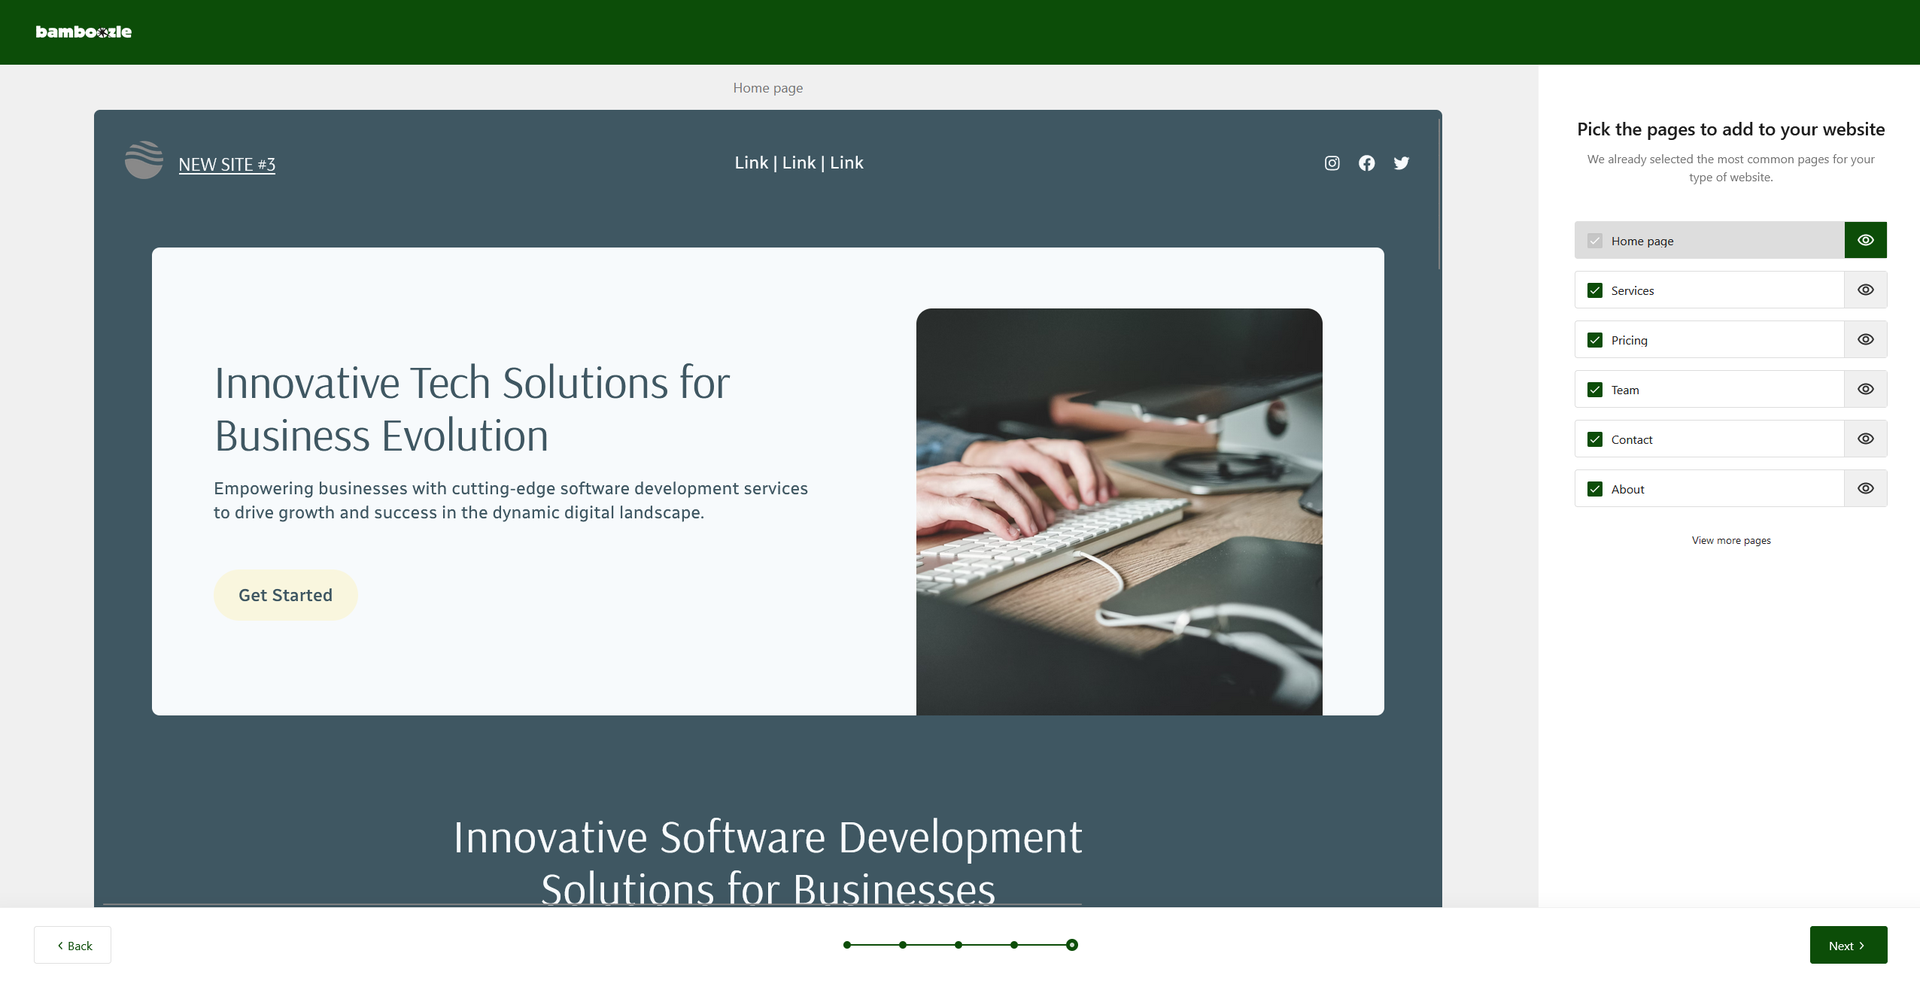 bamboozle
Home page
NEW SITE #3
Link | Link | Link
Innovative Tech Solutions for
Business Evolution
Empowering businesses with cutting-edge software development services
to drive growth and success in the dynamic digital landscape.
Get Started
Innovative Software Development
Solutions for Businesses
Pick the pages to add to your website
We already selected the most common pages for your
type of website.
Home page
Services
Pricing
Team
Contact
About
View more pages
Back
Next